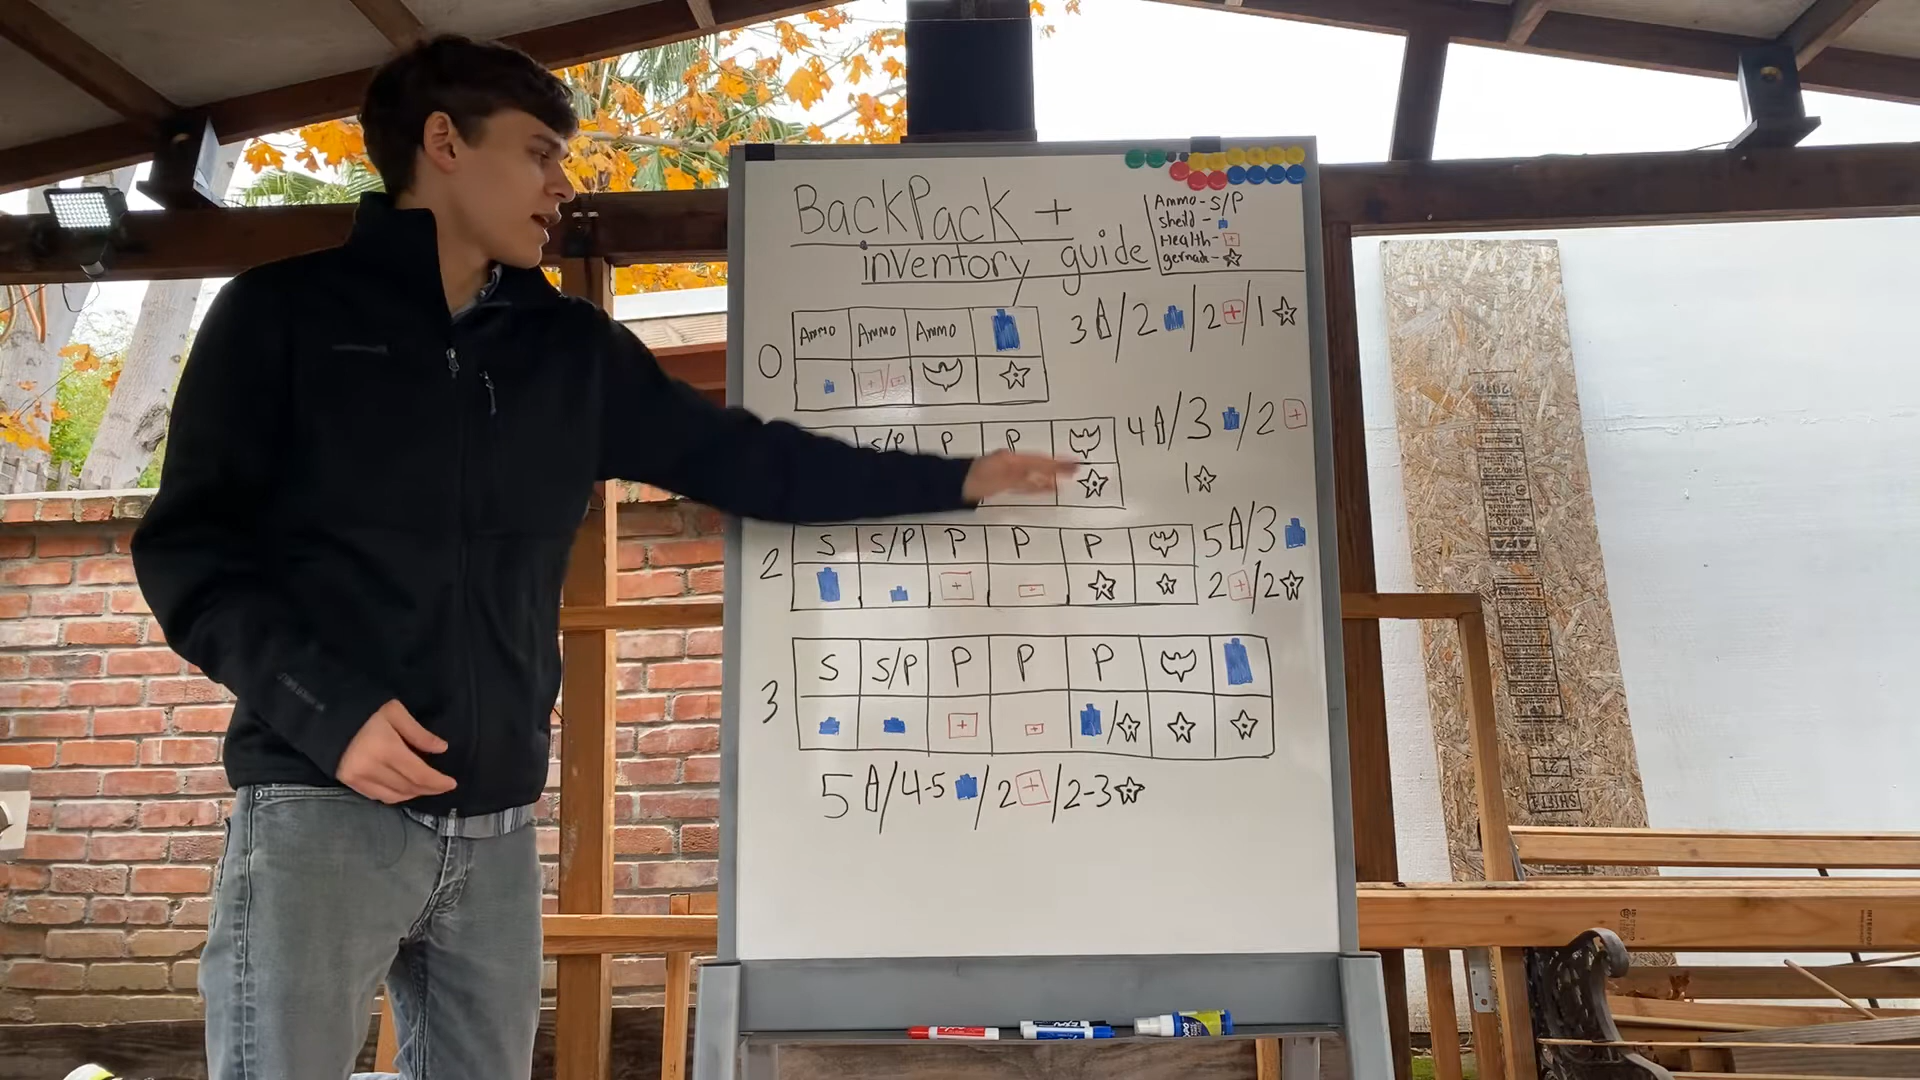 BackPack +
inventory guide
Ammo - S/P
Sheild -
Health -
gernade -
0
Ammo Ammo Ammo
3 / 2 / 2 / 1
S/P P P
4 / 3 / 2
1
2
S S/P P P P
5 / 3
2 / 2
3
S S/P P P P
/
5 / 4-5 / 2 / 2-3
EXPO